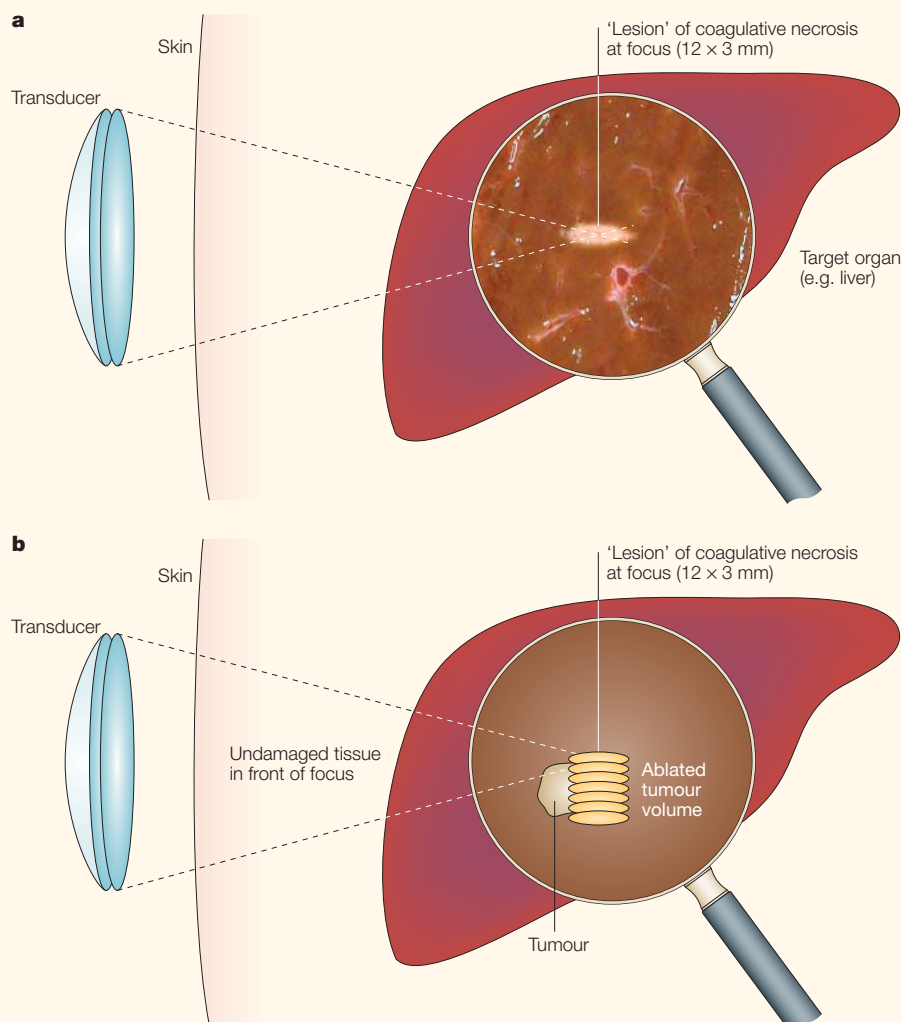 a
Skin
'Lesion' of coagulative necrosis
at focus (12 × 3 mm)
Transducer
Target organ
(e.g. liver)
b
Skin
'Lesion' of coagulative necrosis
at focus (12 × 3 mm)
Transducer
Undamaged tissue
in front of focus
Ablated
tumour
volume
Tumour